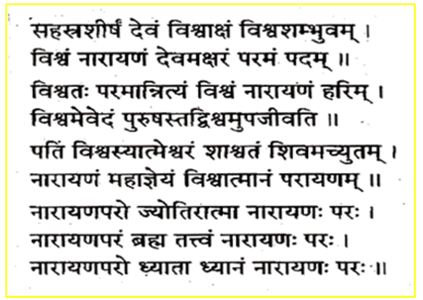 सहस्त्रशीर्षं देवं विश्वाक्षं विश्वशम्भुवम् ।
विश्वं नारायणं देवमक्षरं परमं पदम् ॥
विश्वतः परमान्नित्यं विश्वं नारायणं हरिम् ।
विश्वमेवेदं पुरुषस्तद्विश्वमुपजीवति ॥
पतिं विश्वस्यात्मेश्वरं शाश्वतं शिवमच्युतम् ।
नारायणं महाज्ञेयं विश्वात्मानं परायणम् ॥
नारायणपरो ज्योतिरात्मा नारायणः परः ।
नारायणपरं ब्रह्म तत्त्वं नारायणः परः ।
नारायणपरो ध्याता ध्यानं नारायणः परः ॥